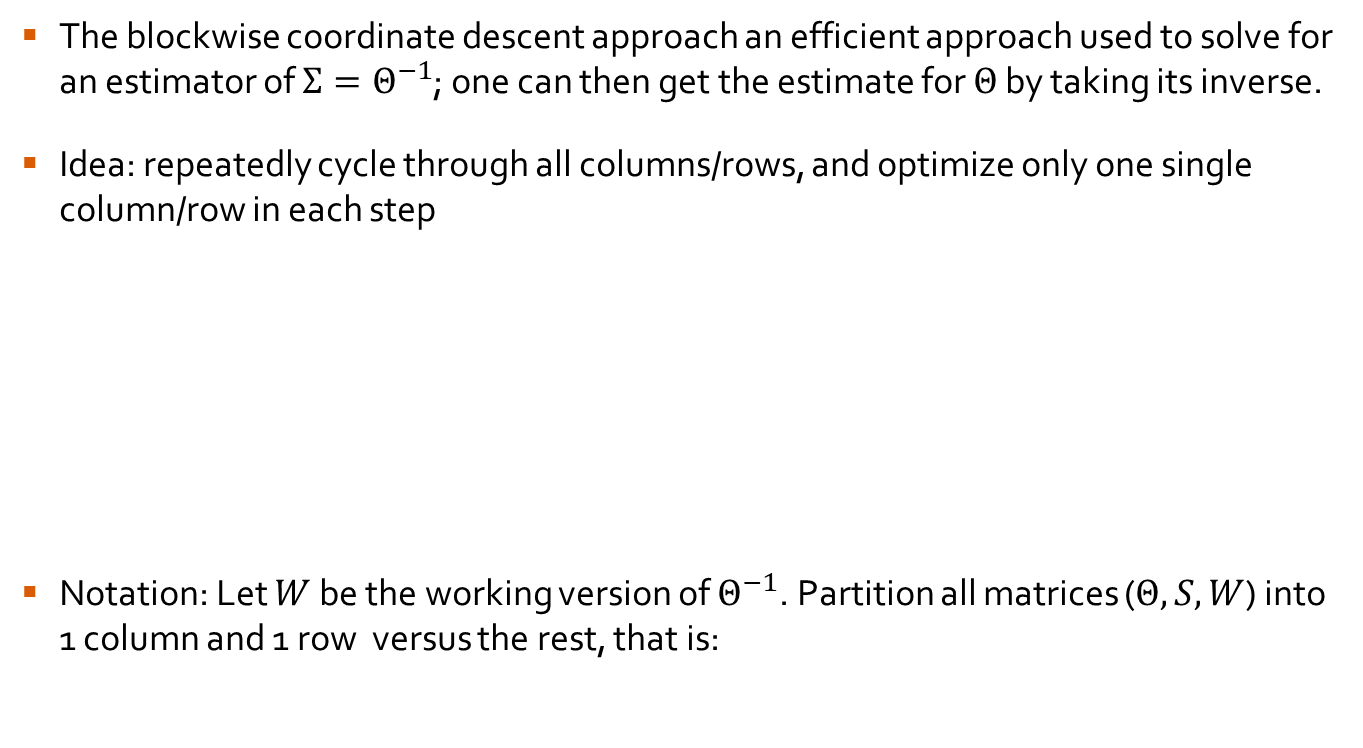 ▪ The blockwise coordinate descent approach an efficient approach used to solve for
an estimator of Σ = Θ⁻¹; one can then get the estimate for Θ by taking its inverse.
▪ Idea: repeatedly cycle through all columns/rows, and optimize only one single
column/row in each step
▪ Notation: Let W be the working version of Θ⁻¹. Partition all matrices (Θ, S, W) into
1 column and 1 row versus the rest, that is: